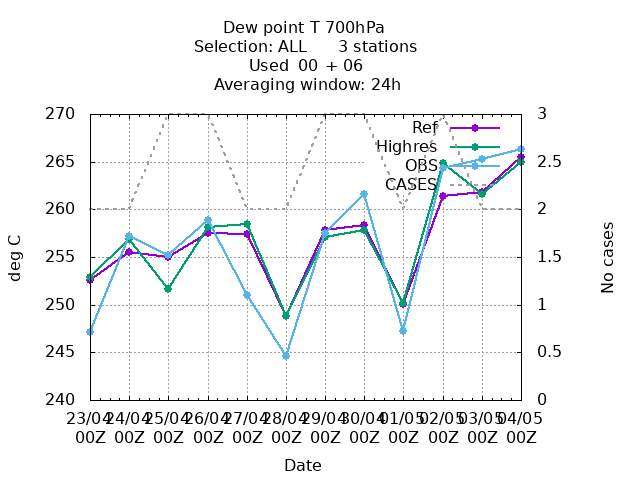 Dew point T 700hPa
Selection: ALL      3 stations
Used  00 + 06
Averaging window: 24h
270
265
260
255
250
245
240
deg C
3
2.5
2
1.5
1
0.5
0
No cases
Ref
Highres
OBS
CASES
23/04 24/04 25/04 26/04 27/04 28/04 29/04 30/04 01/05 02/05 03/05 04/05
00Z 00Z 00Z 00Z 00Z 00Z 00Z 00Z 00Z 00Z 00Z 00Z
Date